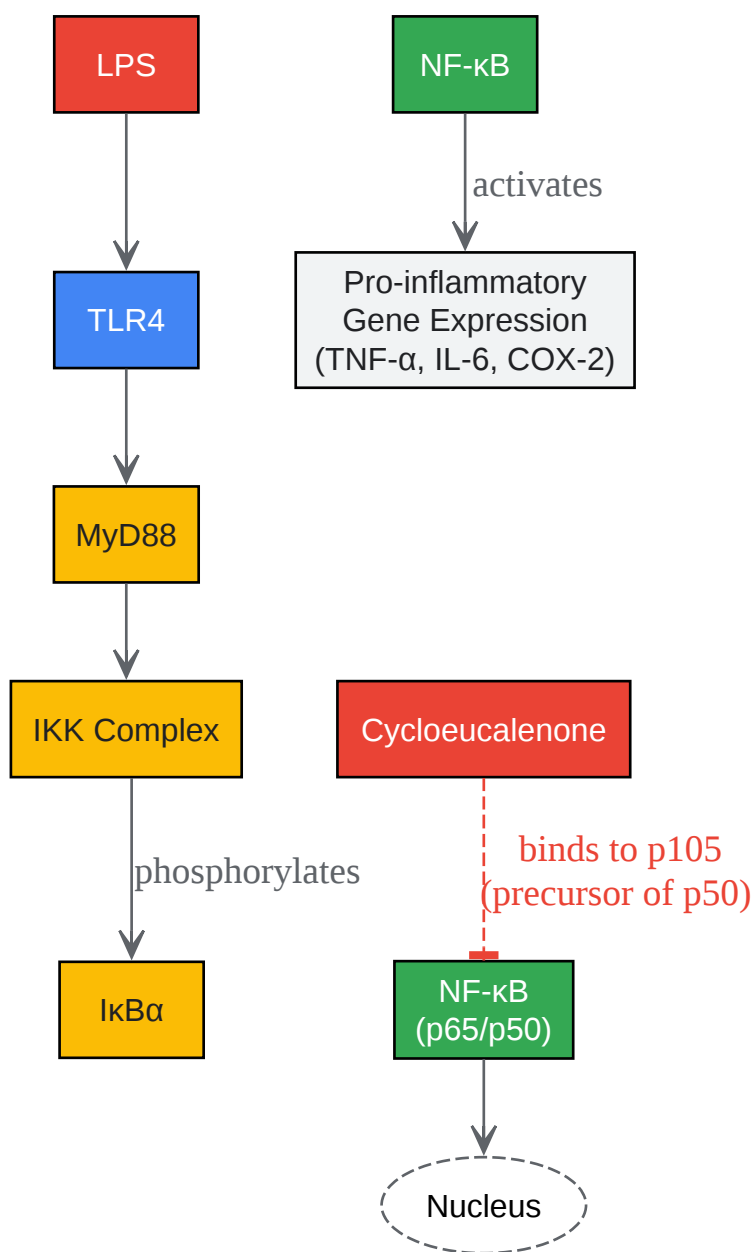 LPS
NF-κB
activates
Pro-inflammatory
Gene Expression
(TNF-α, IL-6, COX-2)
TLR4
MyD88
IKK Complex
Cycloeucalenone
phosphorylates
binds to p105
(precursor of p50)
IκBα
NF-κB
(p65/p50)
Nucleus